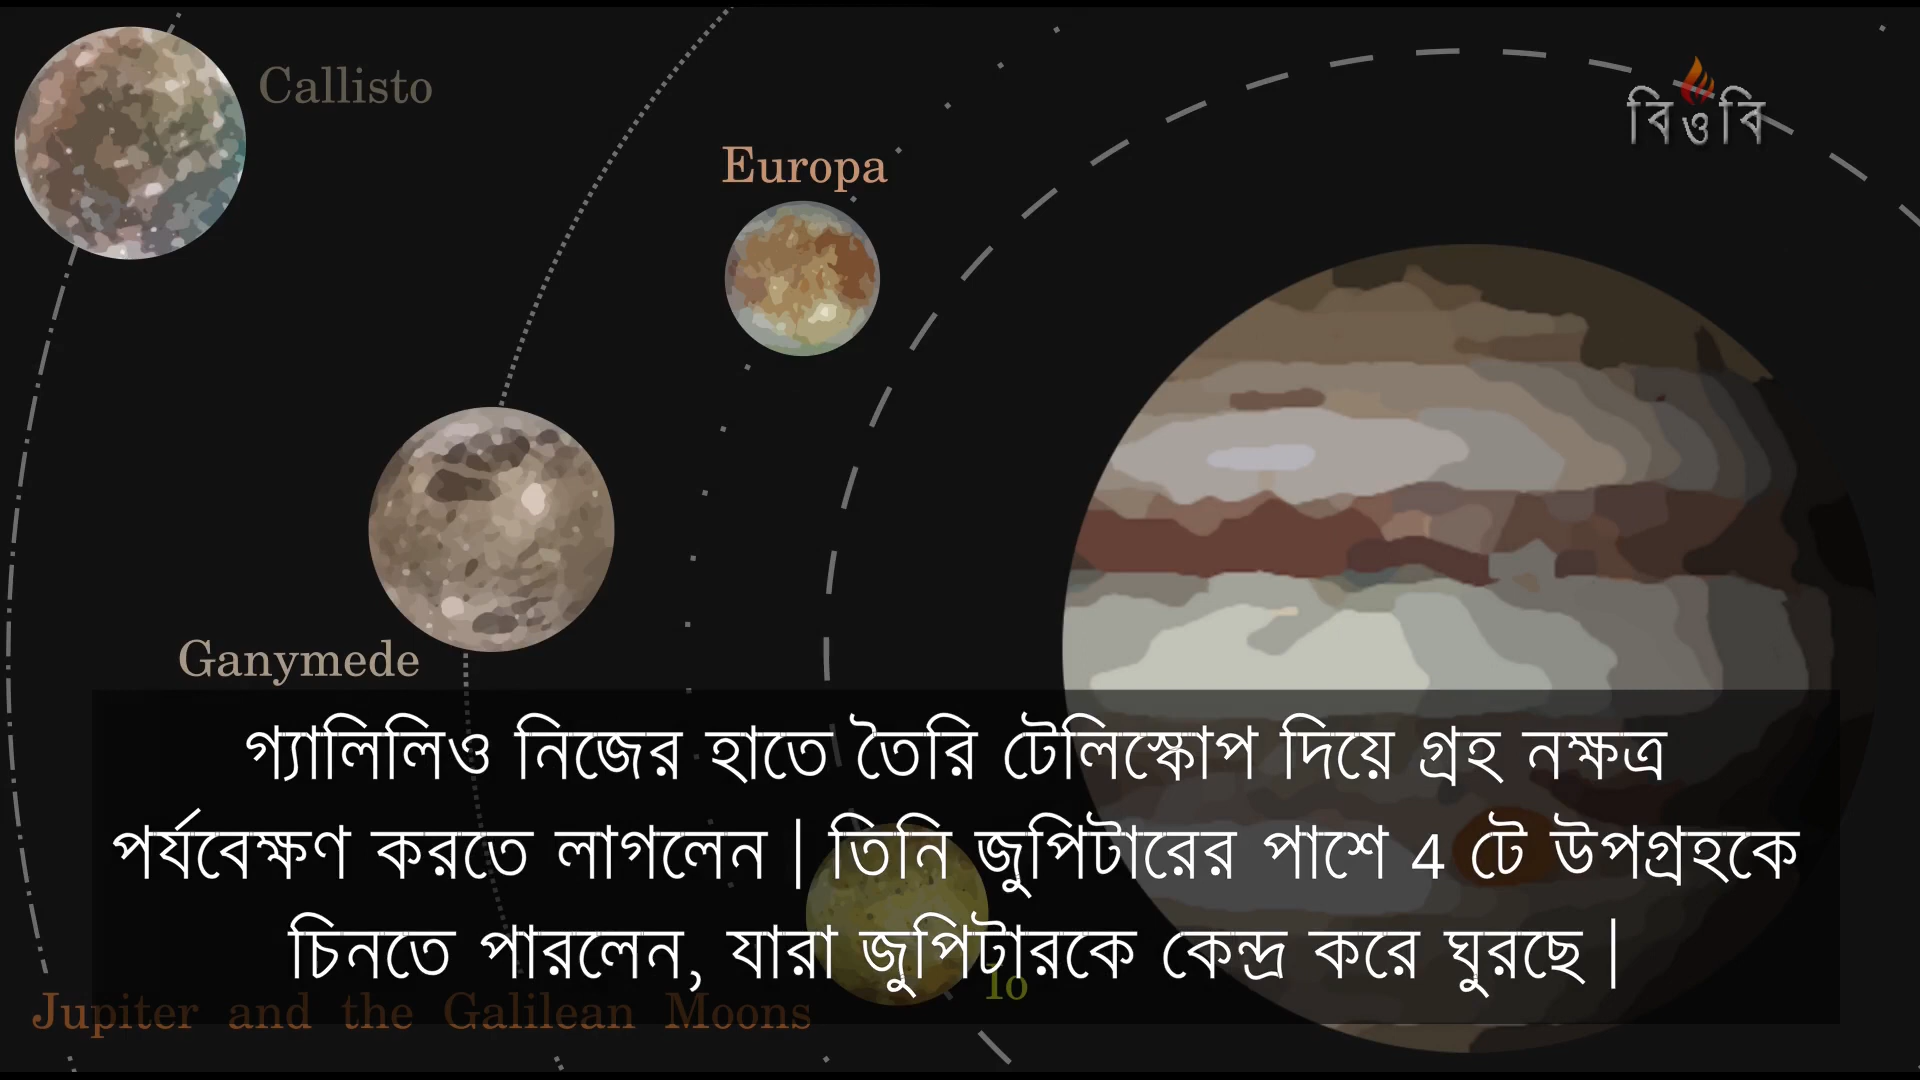 Callisto
Europa
বিওবি
Ganymede
গ্যালিলিও নিজের হাতে তৈরি টেলিস্কোপ দিয়ে গ্রহ নক্ষত্র
পর্যবেক্ষণ করতে লাগলেন | তিনি জুপিটারের পাশে 4 টে উপগ্রহকে
চিনতে পারলেন, যারা জুপিটারকে কেন্দ্র করে ঘুরছে |
Io
Jupiter and the Galilean Moons